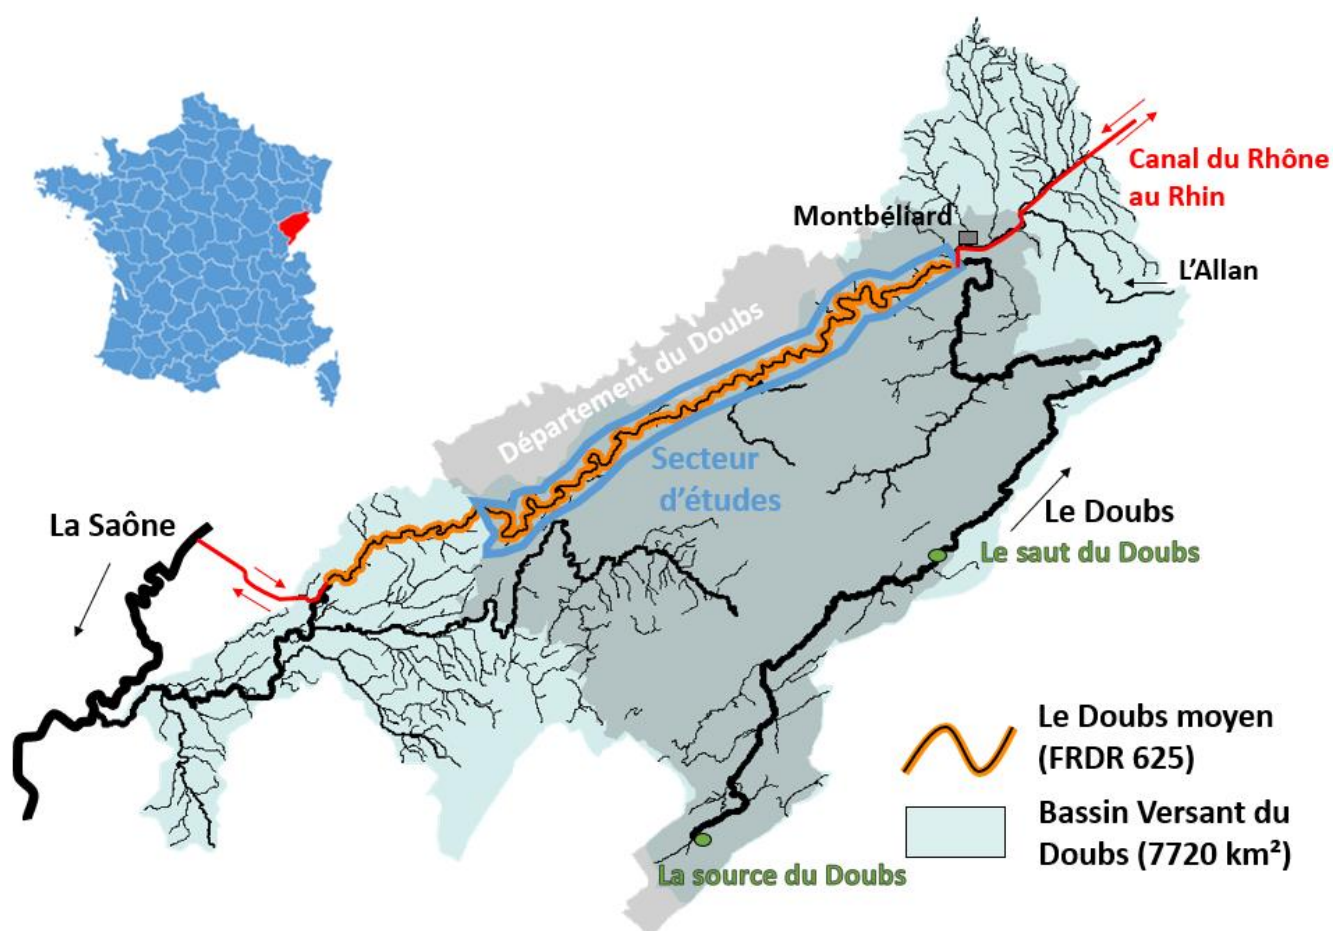 Canal du Rhône
au Rhin
Montbéliard
L'Allan
Département du Doubs
Secteur
d'études
La Saône
Le Doubs
Le saut du Doubs
La source du Doubs
Le Doubs moyen
(FRDR 625)
Bassin Versant du
Doubs (7720 km²)